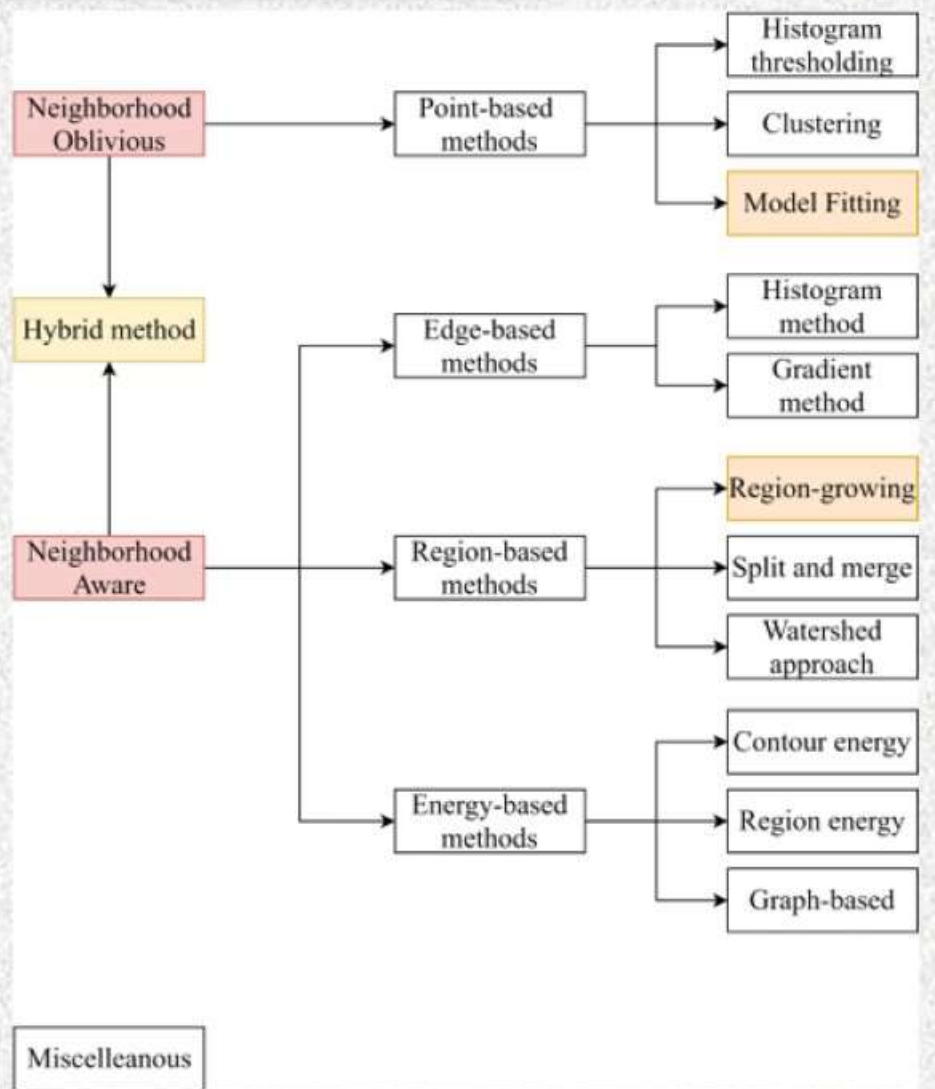 Histogram
thresholding
Neighborhood
Oblivious
Point-based
methods
Clustering
Model Fitting
Hybrid method
Edge-based
methods
Histogram
method
Gradient
method
Region-growing
Neighborhood
Aware
Region-based
methods
Split and merge
Watershed
approach
Contour energy
Energy-based
methods
Region energy
Graph-based
Miscelleanous